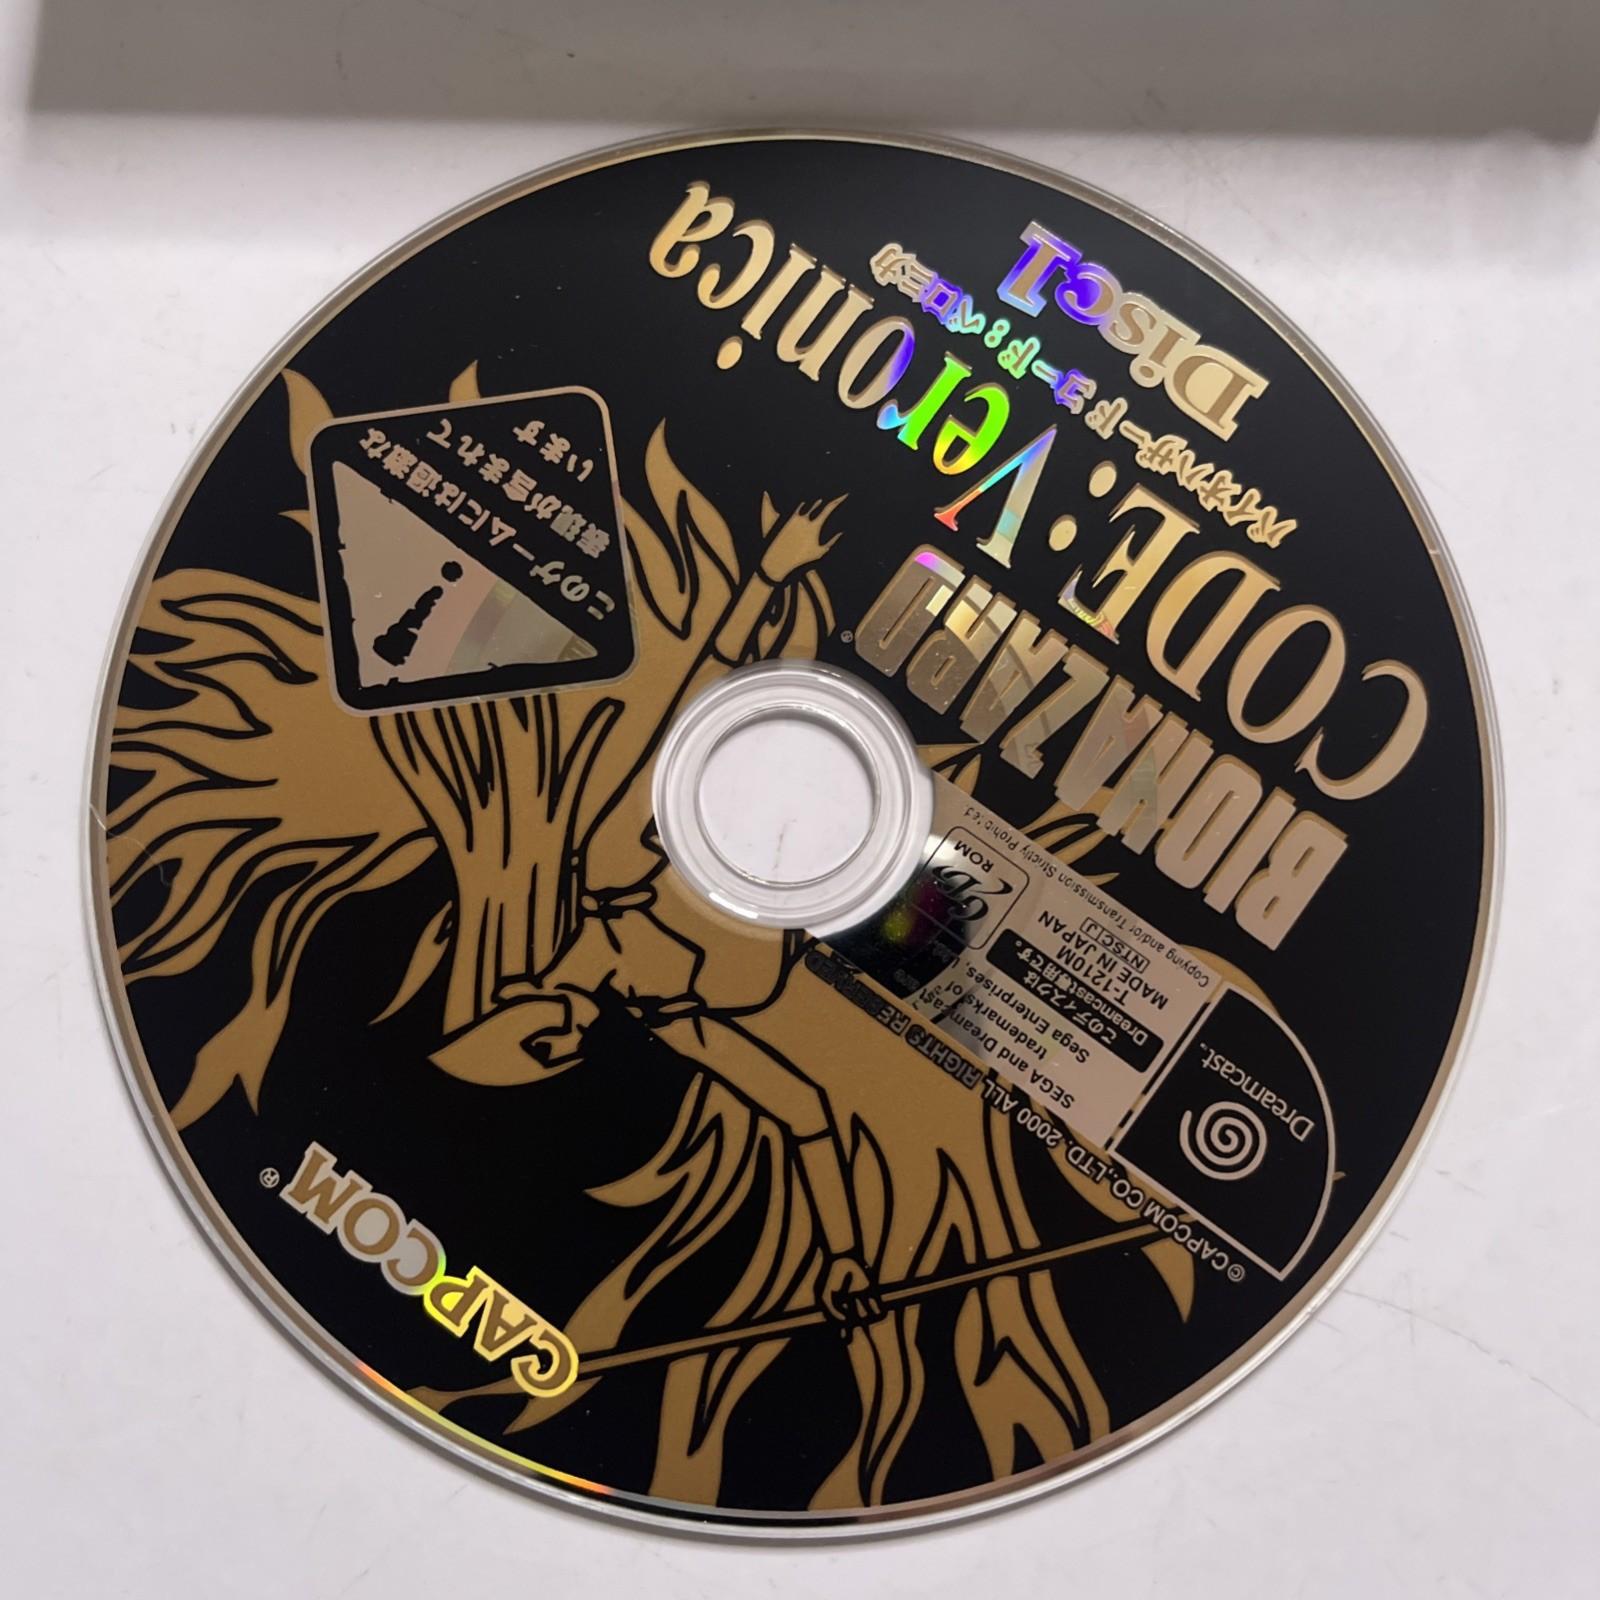 BIOHAZARD®
CODE: Veronica
バイオハザード コード:ベロニカ
Disc1
このゲームには過激な
表現が含まれて
います
CAPCOM®
Dreamcast.
SEGA and Dreamcast are
trademarks of
Sega Enterprises, Ltd.
このディスクは
Dreamcast専用です。
T-1210M
MADE IN JAPAN
NTSC J
GD
ROM
Copying and/or Transmission Strictly Prohibited.
©CAPCOM CO.,LTD. 2000 ALL RIGHTS RESERVED